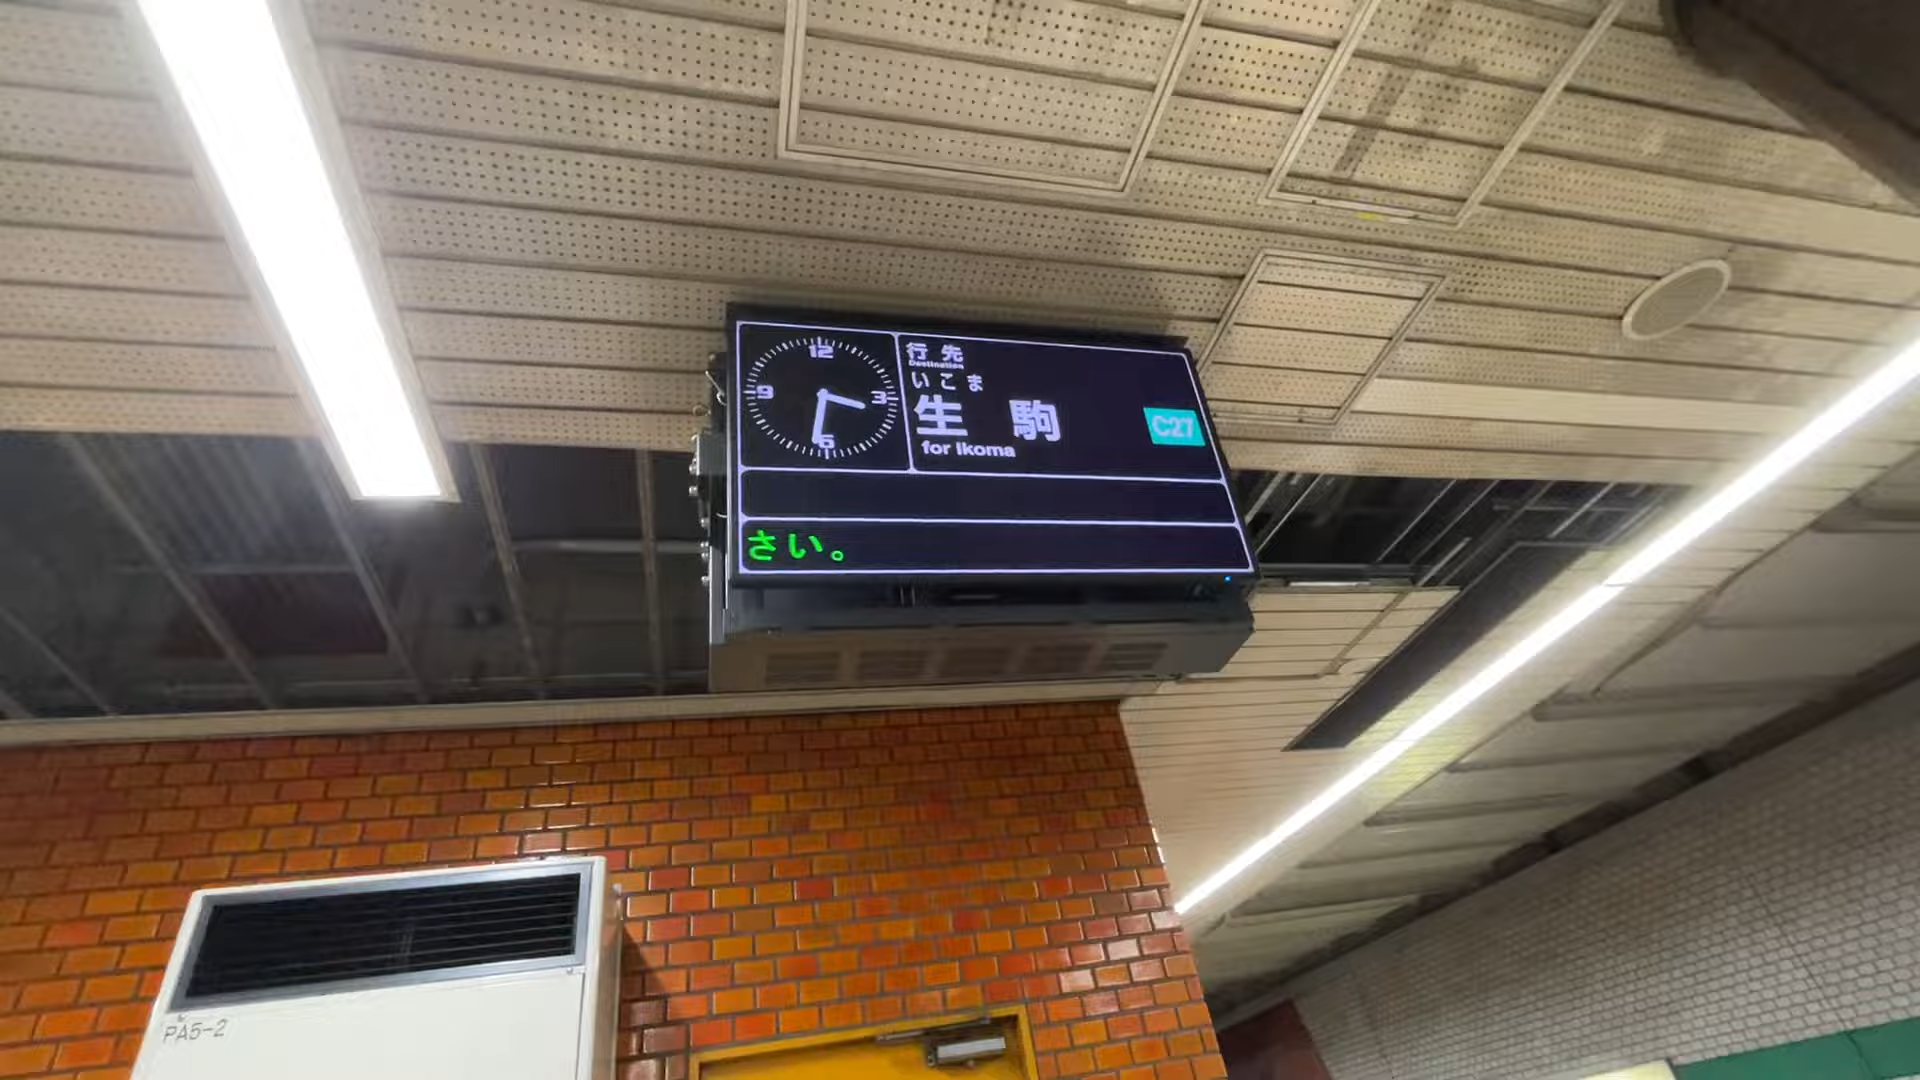 12
9
3
6
行先
Destination
いこま
生駒
for Ikoma
C27
さい。
PA5-2